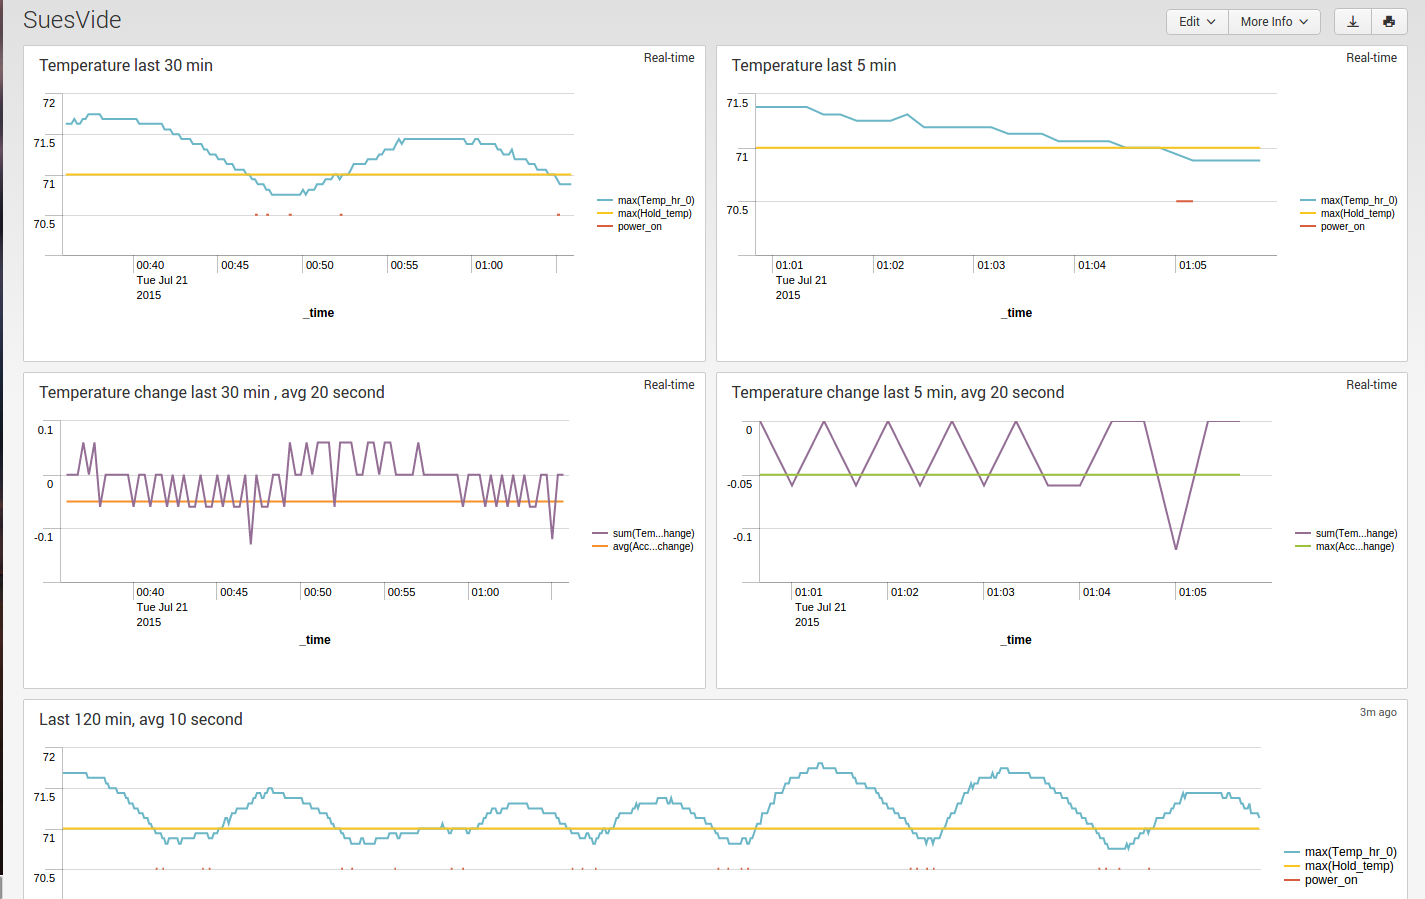 SuesVide
Edit
More Info
Temperature last 30 min
Real-time
72
71.5
71
70.5
max(Temp_hr_0)
max(Hold_temp)
power_on
00:40 00:45 00:50 00:55 01:00
Tue Jul 21
2015
_time
Temperature last 5 min
Real-time
71.5
71
70.5
max(Temp_hr_0)
max(Hold_temp)
power_on
01:01 01:02 01:03 01:04 01:05
Tue Jul 21
2015
_time
Temperature change last 30 min , avg 20 second
Real-time
0.1
0
-0.1
sum(Tem...hange)
avg(Acc...change)
00:40 00:45 00:50 00:55 01:00
Tue Jul 21
2015
_time
Temperature change last 5 min, avg 20 second
Real-time
0
-0.05
-0.1
sum(Tem...hange)
max(Acc...hange)
01:01 01:02 01:03 01:04 01:05
Tue Jul 21
2015
_time
Last 120 min, avg 10 second
3m ago
72
71.5
71
70.5
max(Temp_hr_0)
max(Hold_temp)
power_on